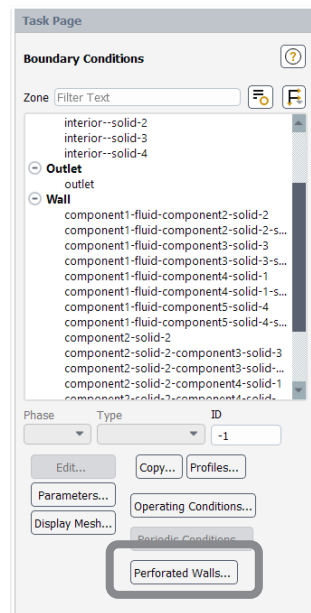 Task Page
Boundary Conditions
?
Zone Filter Text
interior--solid-2
interior--solid-3
interior--solid-4
Outlet
outlet
Wall
component1-fluid-component2-solid-2
component1-fluid-component2-solid-2-s...
component1-fluid-component3-solid-3
component1-fluid-component3-solid-3-s...
component1-fluid-component4-solid-1
component1-fluid-component4-solid-1-s...
component1-fluid-component5-solid-4
component1-fluid-component5-solid-4-s...
component2-solid-2
component2-solid-2-component3-solid-3
component2-solid-2-component3-solid-...
component2-solid-2-component4-solid-1
component2-solid-2-component4-solid-
Phase Type ID
-1
Edit... Copy... Profiles...
Parameters... Operating Conditions...
Display Mesh... Periodic Conditions...
Perforated Walls...